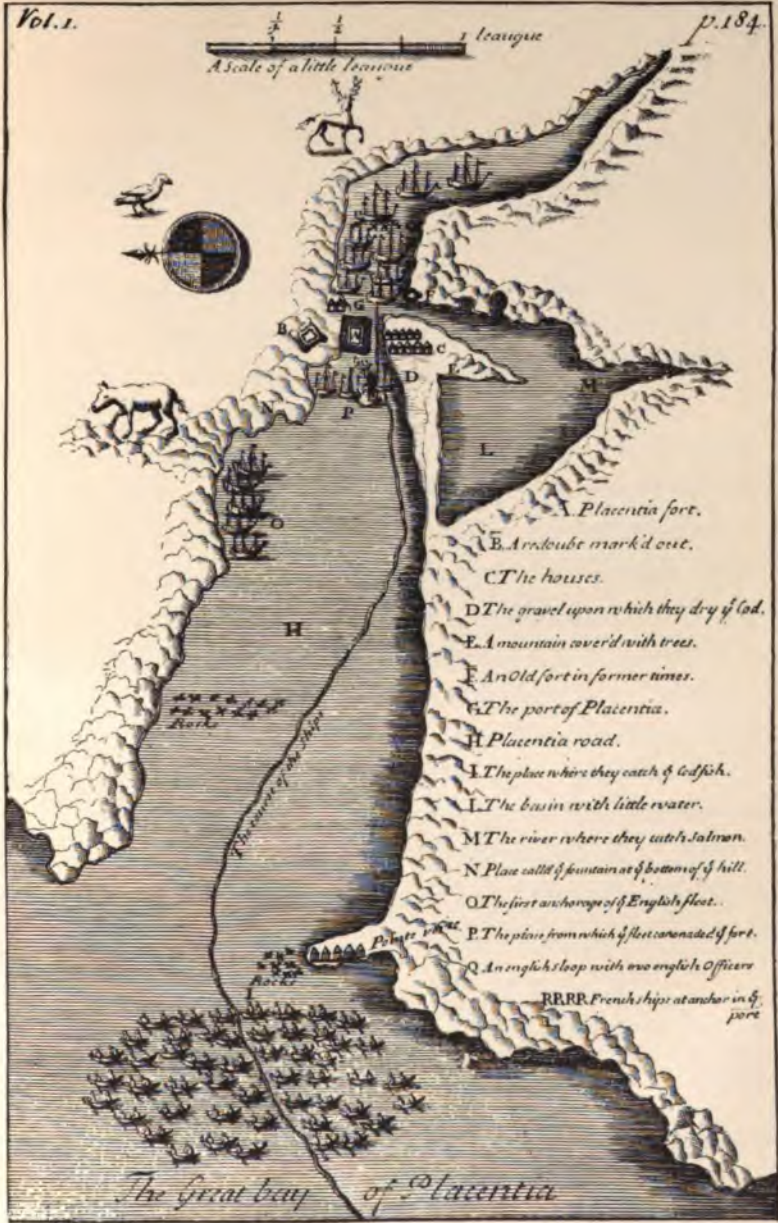 Vol. 1.
p. 184.
1/4 1/2 1 leaugue
A Scale of a little leaugue
B
G
C
D
E
M
N
P
L
O
H
Rocks
The course of the ships
A. Placentia fort.
B. A redoubt mark'd out.
C The houses.
D The gravel upon which they dry ye Cod.
E. A mountain cover'd with trees.
F An Old fort in former times.
G The port of Placentia.
H Placentia road.
I. The place where they catch ye Codfish.
L. The basin with little water.
M The river where they catch Salmon.
N. Place call'd ye fountain at ye bottom of ye hill.
O The first anchorage of ye English fleet.
P. The place from which ye fleet cannonaded ye fort.
Q An english sloop with two english Officers
RRRR French ships at anchor in ye
port
Pointe
Rocks
The Great bay of Placentia